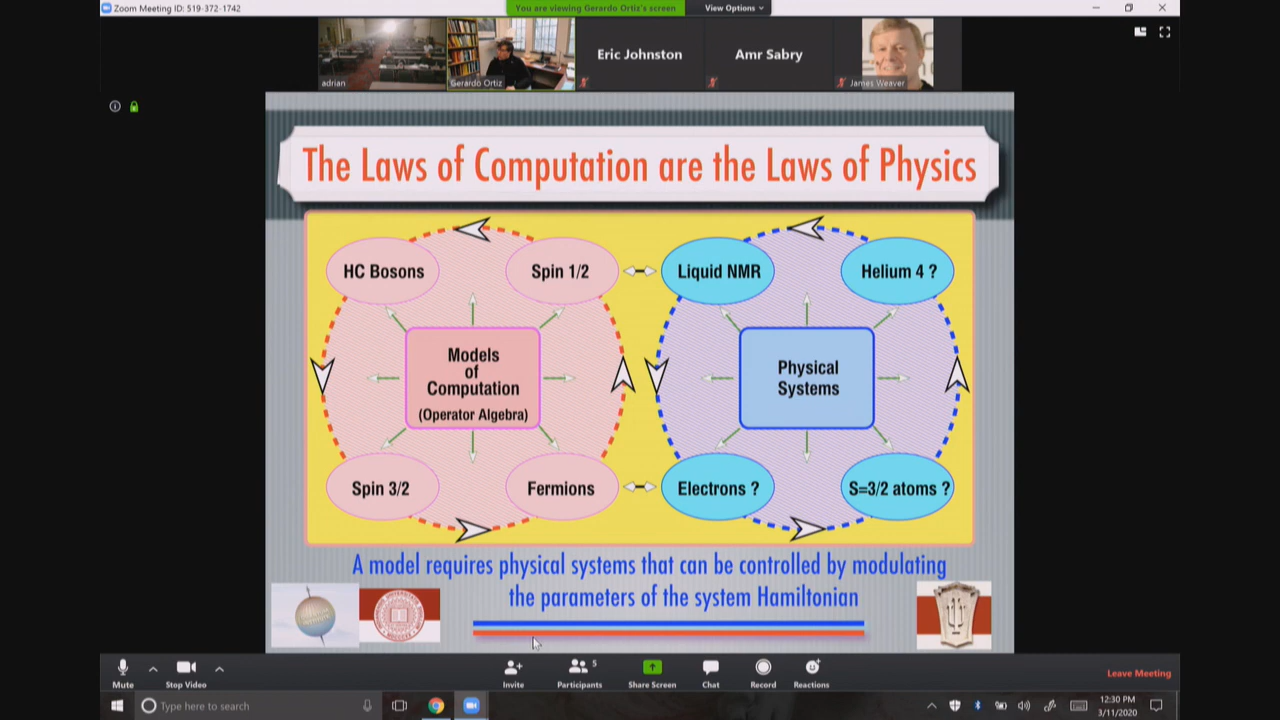 Zoom Meeting ID: 519-372-1742
You are viewing Gerardo Ortiz's screen
View Options
adrian
Gerardo Ortiz
Eric Johnston
Amr Sabry
James Weaver
The Laws of Computation are the Laws of Physics
HC Bosons
Spin 1/2
Liquid NMR
Helium 4 ?
Models
of
Computation
(Operator Algebra)
Physical
Systems
Spin 3/2
Fermions
Electrons ?
S=3/2 atoms ?
A model requires physical systems that can be controlled by modulating
the parameters of the system Hamiltonian
Mute
Stop Video
Invite
5
Participants
Share Screen
Chat
Record
Reactions
Leave Meeting
Type here to search
12:30 PM
3/11/2020